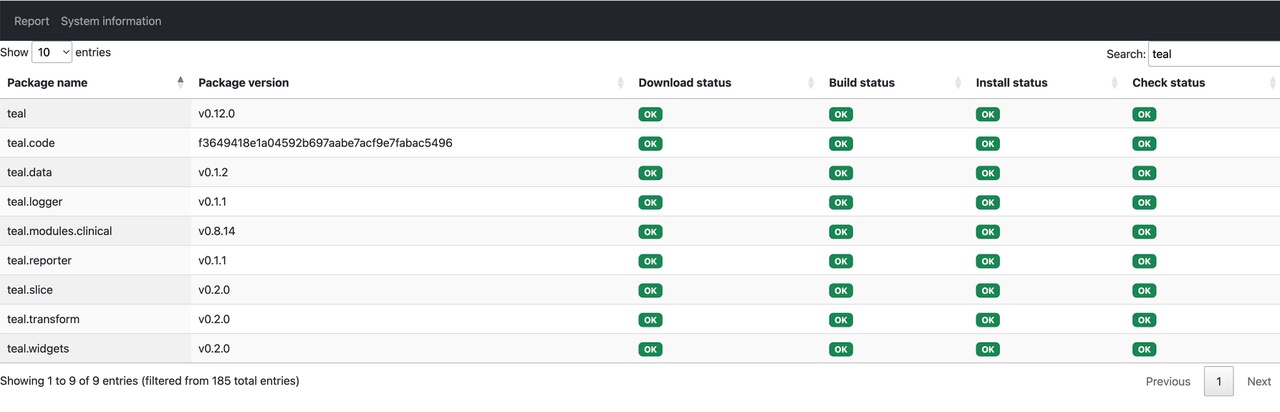 Report System information
Show 10 entries Search: teal
Package name Package version Download status Build status Install status Check status
teal v0.12.0 OK OK OK OK
teal.code f3649418e1a04592b697aabe7acf9e7fabac5496 OK OK OK OK
teal.data v0.1.2 OK OK OK OK
teal.logger v0.1.1 OK OK OK OK
teal.modules.clinical v0.8.14 OK OK OK OK
teal.reporter v0.1.1 OK OK OK OK
teal.slice v0.2.0 OK OK OK OK
teal.transform v0.2.0 OK OK OK OK
teal.widgets v0.2.0 OK OK OK OK
Showing 1 to 9 of 9 entries (filtered from 185 total entries) Previous 1 Next